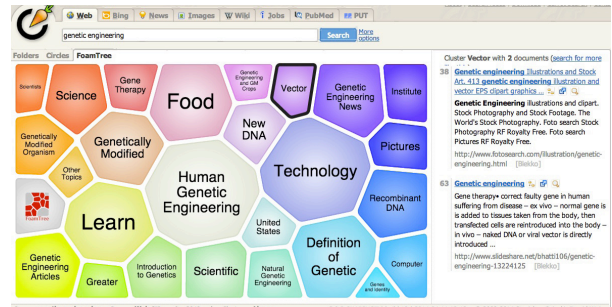 Web
Bing
News
Images
Wiki
Jobs
PubMed
PUT
genetic engineering
Search
More
options
Folders Circles FoamTree
Scientists
Science
Gene
Therapy
Food
Genetic
Engineering
and GM
Crops
Vector
Genetic
Engineering
News
Institute
Genetically
Modified
Organism
Genetically
Modified
New
DNA
Pictures
Other
Topics
Human
Genetic
Engineering
Technology
FoamTree
Learn
United
States
Recombinant
DNA
Genetic
Engineering
Articles
Greater
Introduction
to Genetics
Scientific
Natural
Genetic
Engineering
Definition
of
Genetic
Genes
and identity
Computer
Cluster Vector with 2 documents (search for more
38 Genetic engineering Illustrations and Stock
Art. 413 genetic engineering illustration and
vector EPS clipart graphics ...
Genetic Engineering illustrations and clipart.
Stock Photography and Stock Footage. The
World's Stock Photography. Foto search Stock
Photography RF Royalty Free. Foto search
Pictures RF Royalty Free.
http://www.fotosearch.com/illustration/genetic-
engineering.html [Blekko]
63 Genetic engineering
Gene therapy• correct faulty gene in human
suffering from disease – ex vivo – normal gene is
is added to tissues taken from the body, then
transfected cells are reintroduced into the body –
in vivo – naked DNA or viral vector is directly
introduced ...
http://www.slideshare.net/bhatti106/genetic-
engineering-13224125 [Blekko]